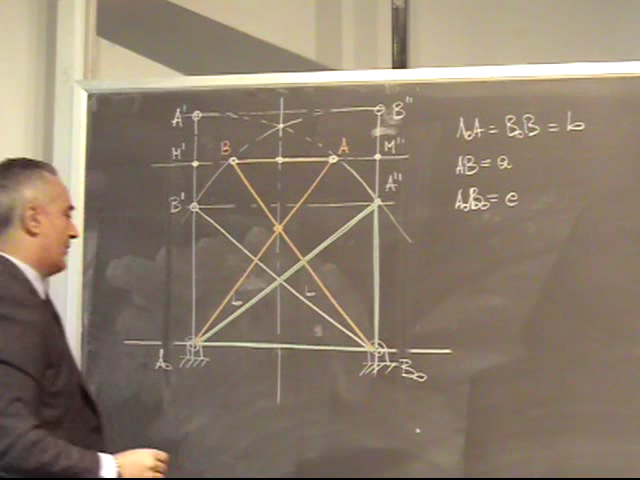 A' B"
A₀A = B₀B = b
M' B A M"
AB = a
A"
B'
A₀B₀ = e
L L
A₀ B₀